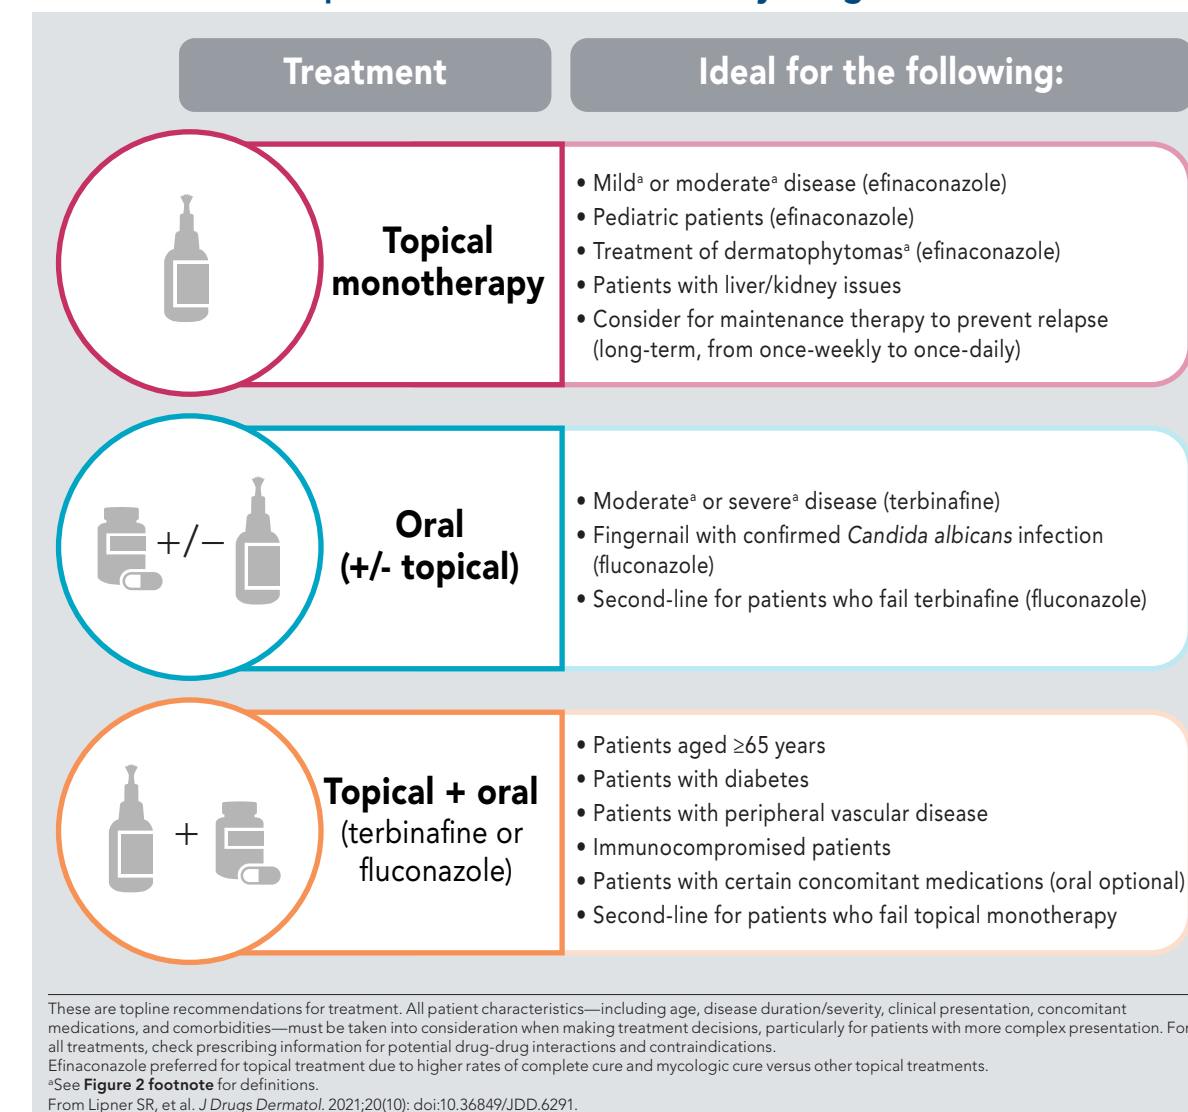 Treatment
Ideal for the following:
Topical
monotherapy
• Mildᵃ or moderateᵃ disease (efinaconazole)
• Pediatric patients (efinaconazole)
• Treatment of dermatophytomasᵃ (efinaconazole)
• Patients with liver/kidney issues
• Consider for maintenance therapy to prevent relapse
(long-term, from once-weekly to once-daily)
+/−
Oral
(+/- topical)
• Moderateᵃ or severeᵃ disease (terbinafine)
• Fingernail with confirmed Candida albicans infection
(fluconazole)
• Second-line for patients who fail terbinafine (fluconazole)
+
Topical + oral
(terbinafine or
fluconazole)
• Patients aged ≥65 years
• Patients with diabetes
• Patients with peripheral vascular disease
• Immunocompromised patients
• Patients with certain concomitant medications (oral optional)
• Second-line for patients who fail topical monotherapy
These are topline recommendations for treatment. All patient characteristics—including age, disease duration/severity, clinical presentation, concomitant
medications, and comorbidities—must be taken into consideration when making treatment decisions, particularly for patients with more complex presentation. For
all treatments, check prescribing information for potential drug-drug interactions and contraindications.
Efinaconazole preferred for topical treatment due to higher rates of complete cure and mycologic cure versus other topical treatments.
ᵃSee Figure 2 footnote for definitions.
From Lipner SR, et al. J Drugs Dermatol. 2021;20(10): doi:10.36849/JDD.6291.